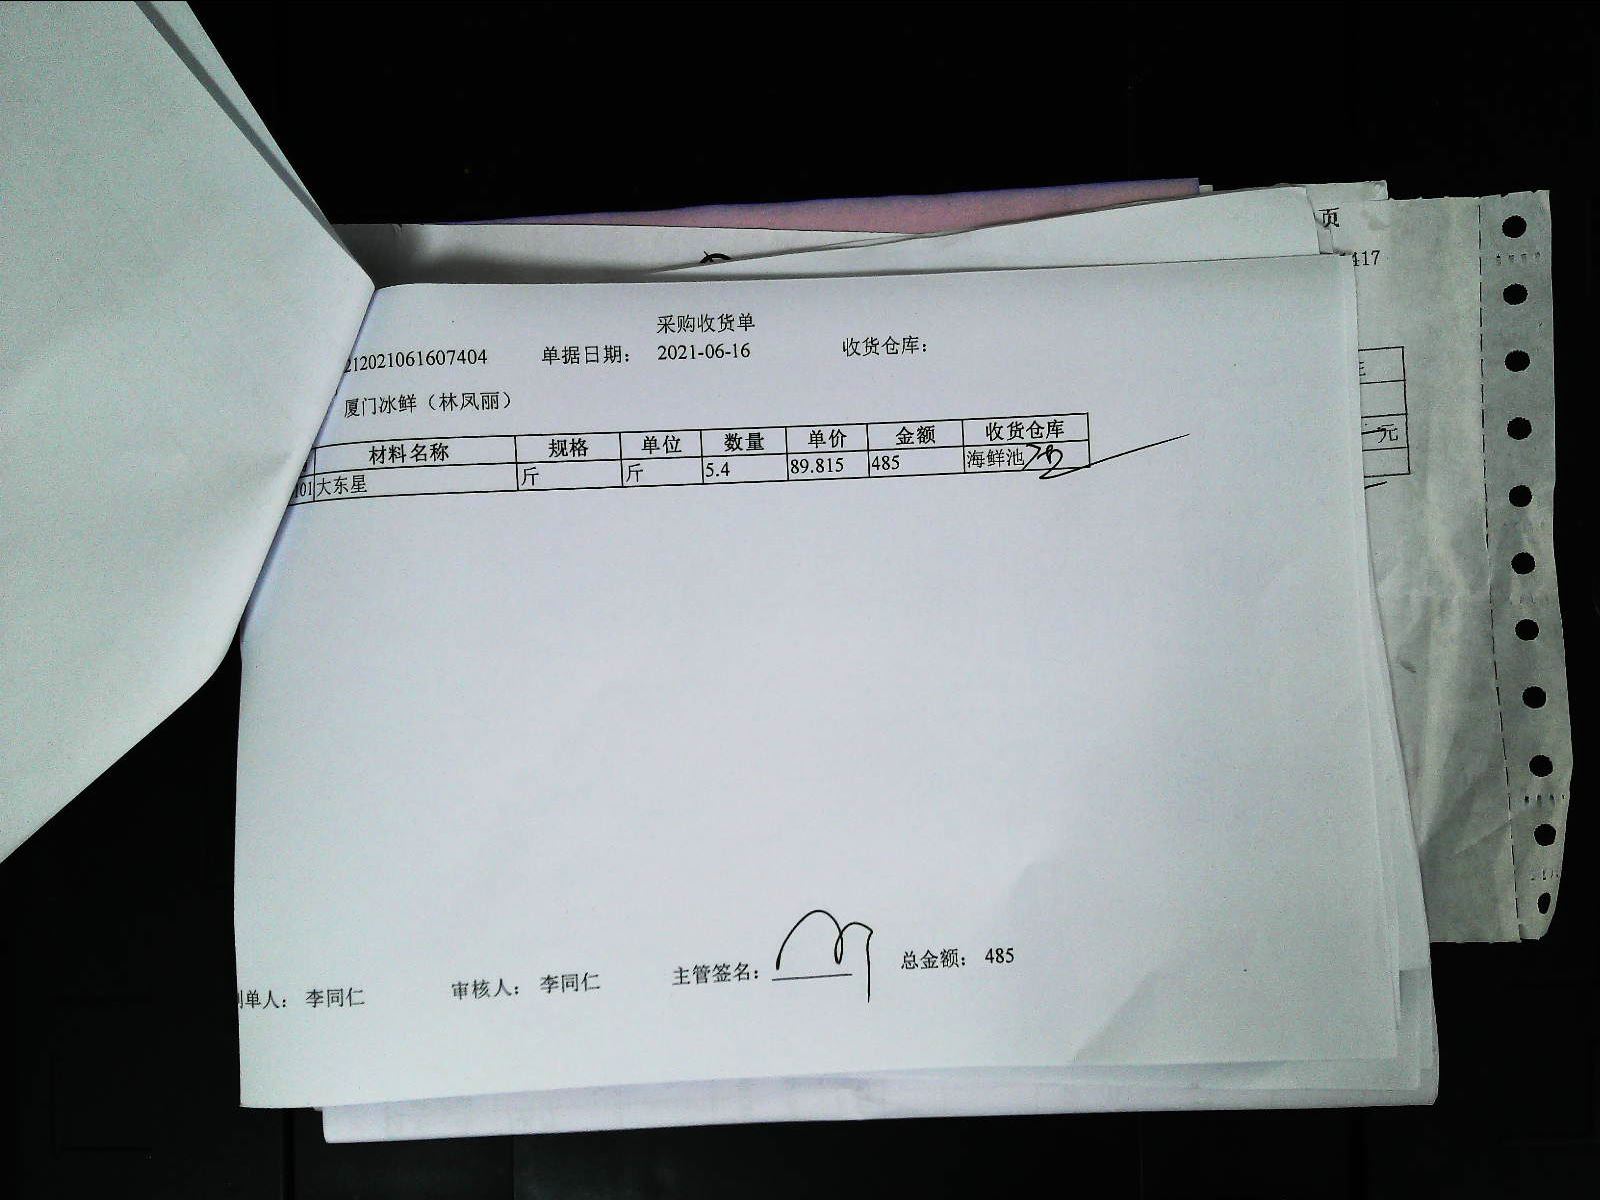 页
417
采购收货单
212021061607404 单据日期： 2021-06-16 收货仓库：
厦门冰鲜（林凤丽）
材料名称 规格 单位 数量 单价 金额 收货仓库
01 大东星 斤 斤 5.4 89.815 485 海鲜池
元
制单人： 李同仁 审核人： 李同仁 主管签名： 总金额： 485